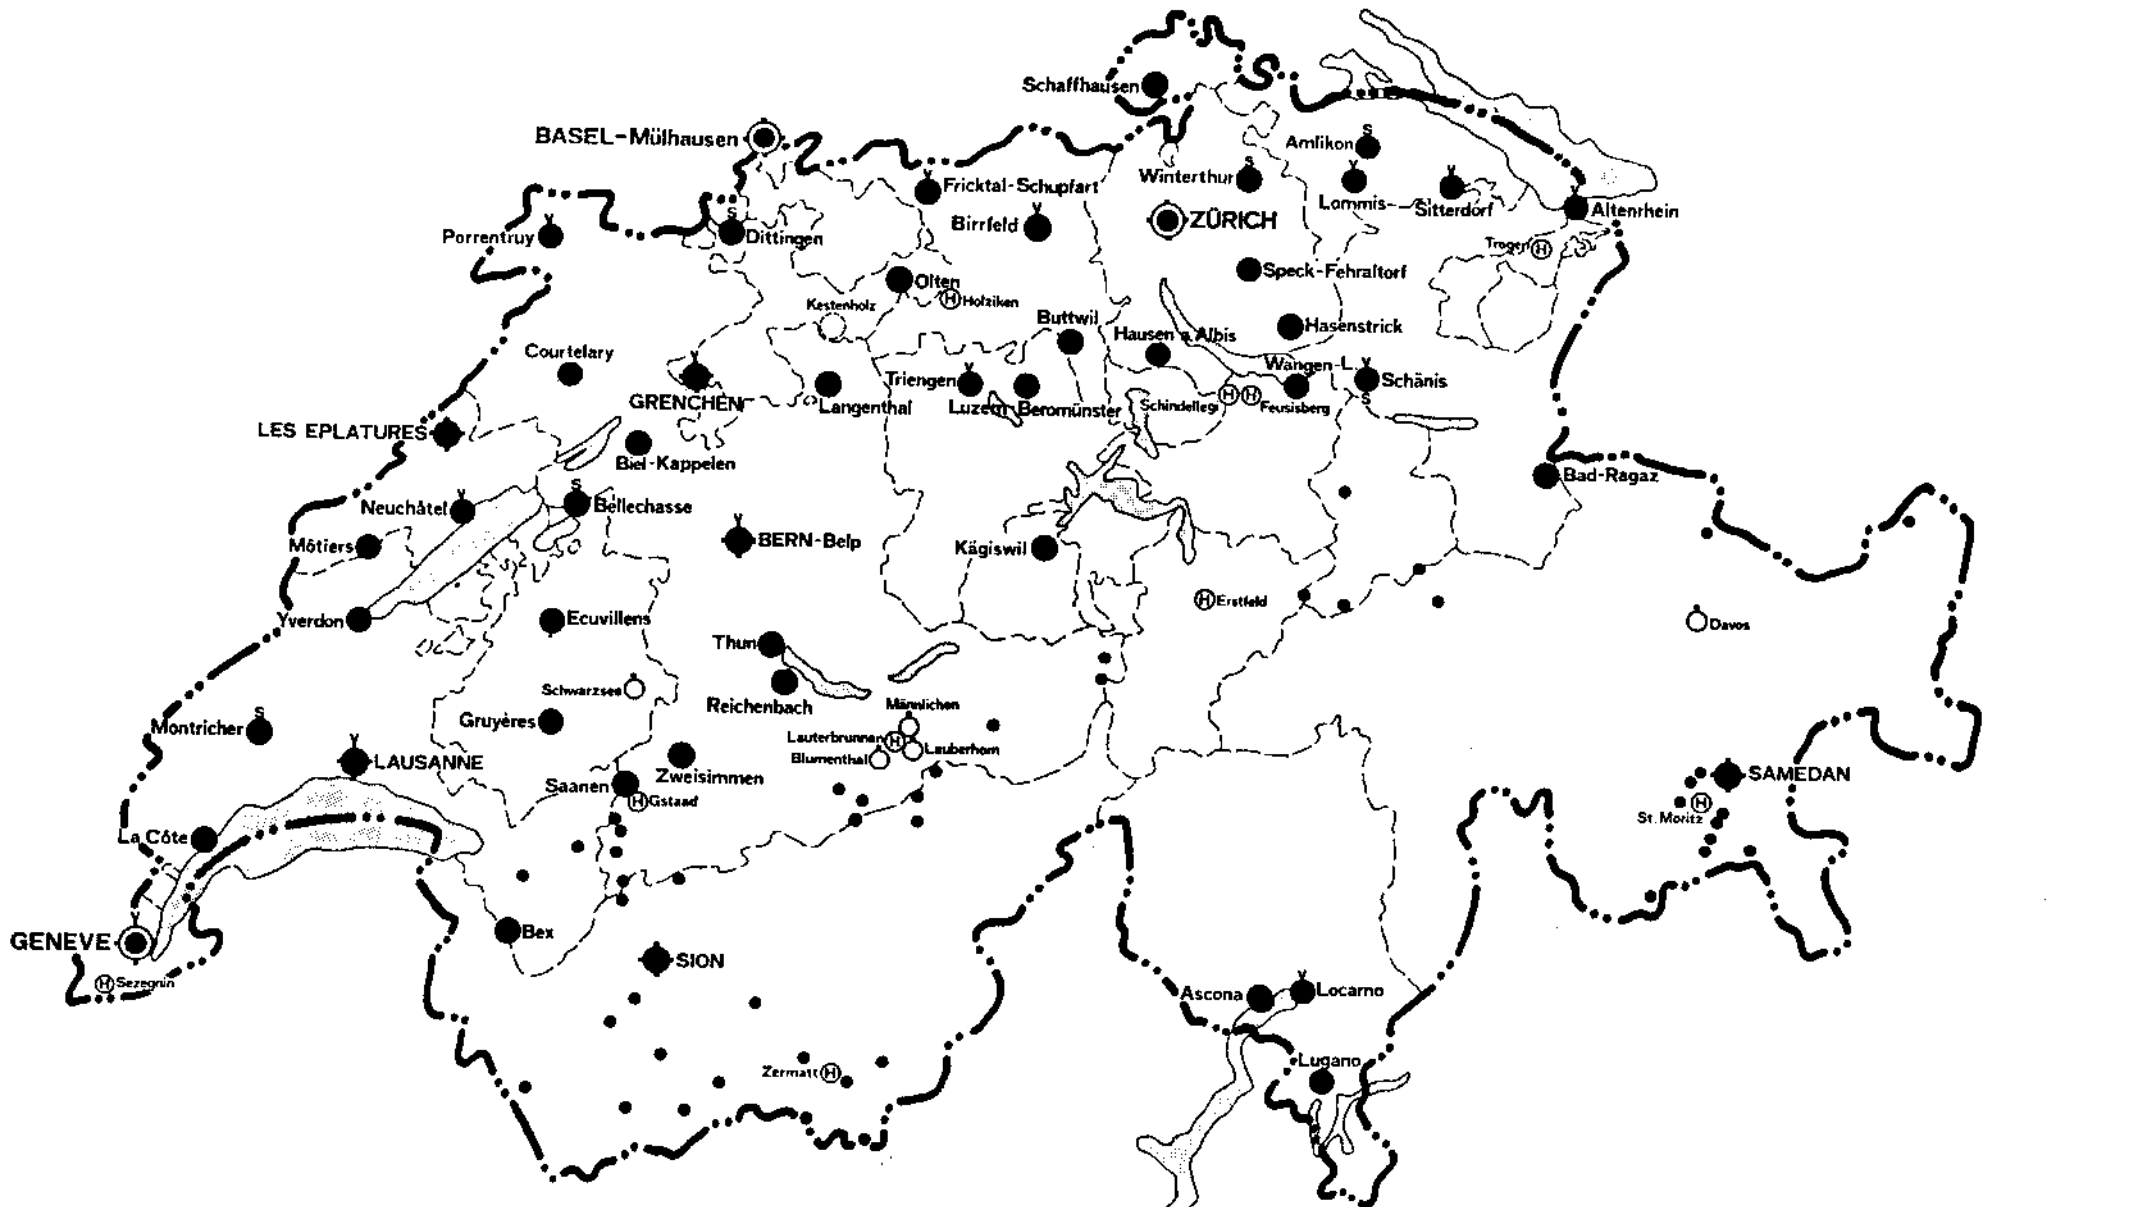 Schaffhausen
BASEL-Mülhausen
Amlikon
S
Winterthur
S
V
Lommis
V
Sitterdorf
V
Altenrhein
V
Fricktal-Schupfart
V
Birrfeld
ZÜRICH
Porrentruy
V
S
Dittingen
Trogen
H
Speck-Fehraltorf
Olten
H
Holziken
Kestenholz
Buttwil
Hausen a. Albis
Hasenstrick
Courtelary
V
GRENCHEN
Langenthal
Triengen
V
Luzern-Beromünster
Wangen-L.
V
Schänis
S
Schindellegi
H
H
Feusisberg
LES EPLATURES
Biel-Kappelen
Bad-Ragaz
Neuchâtel
V
S
Bellechasse
Môtiers
V
BERN-Belp
Kägiswil
H
Erstfeld
Yverdon
Ecuvillens
Davos
Thun
Reichenbach
Schwarzsee
Gruyères
Männlichen
Lauterbrunnen
H
Lauberhorn
Blumenthal
Montricher
S
V
LAUSANNE
Zweisimmen
Saanen
H
Gstaad
SAMEDAN
H
St. Moritz
La Côte
Bex
V
GENEVE
SION
H
Sezegnin
Ascona
V
Locarno
Lugano
Zermatt
H